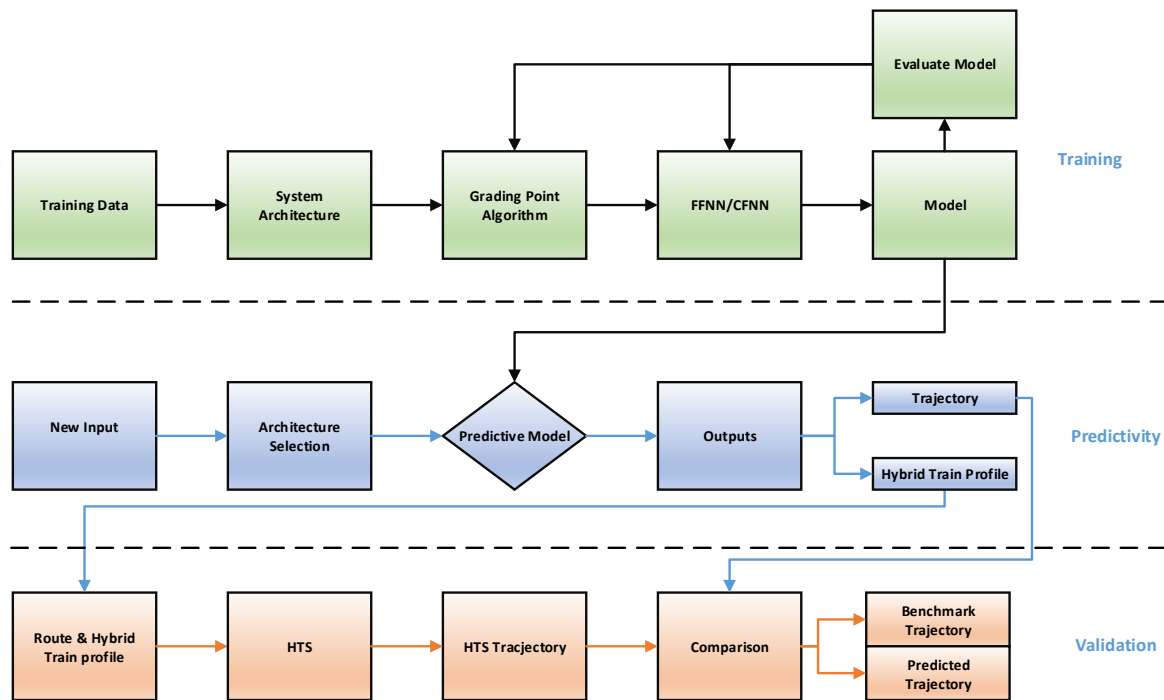 Evaluate Model
Training
Training Data
System
Architecture
Grading Point
Algorithm
FFNN/CFNN
Model
New Input
Architecture
Selection
Predictive Model
Outputs
Trajectory
Hybrid Train Profile
Predictivity
Route & Hybrid
Train profile
HTS
HTS Tracjectory
Comparison
Benchmark
Trajectory
Predicted
Trajectory
Validation